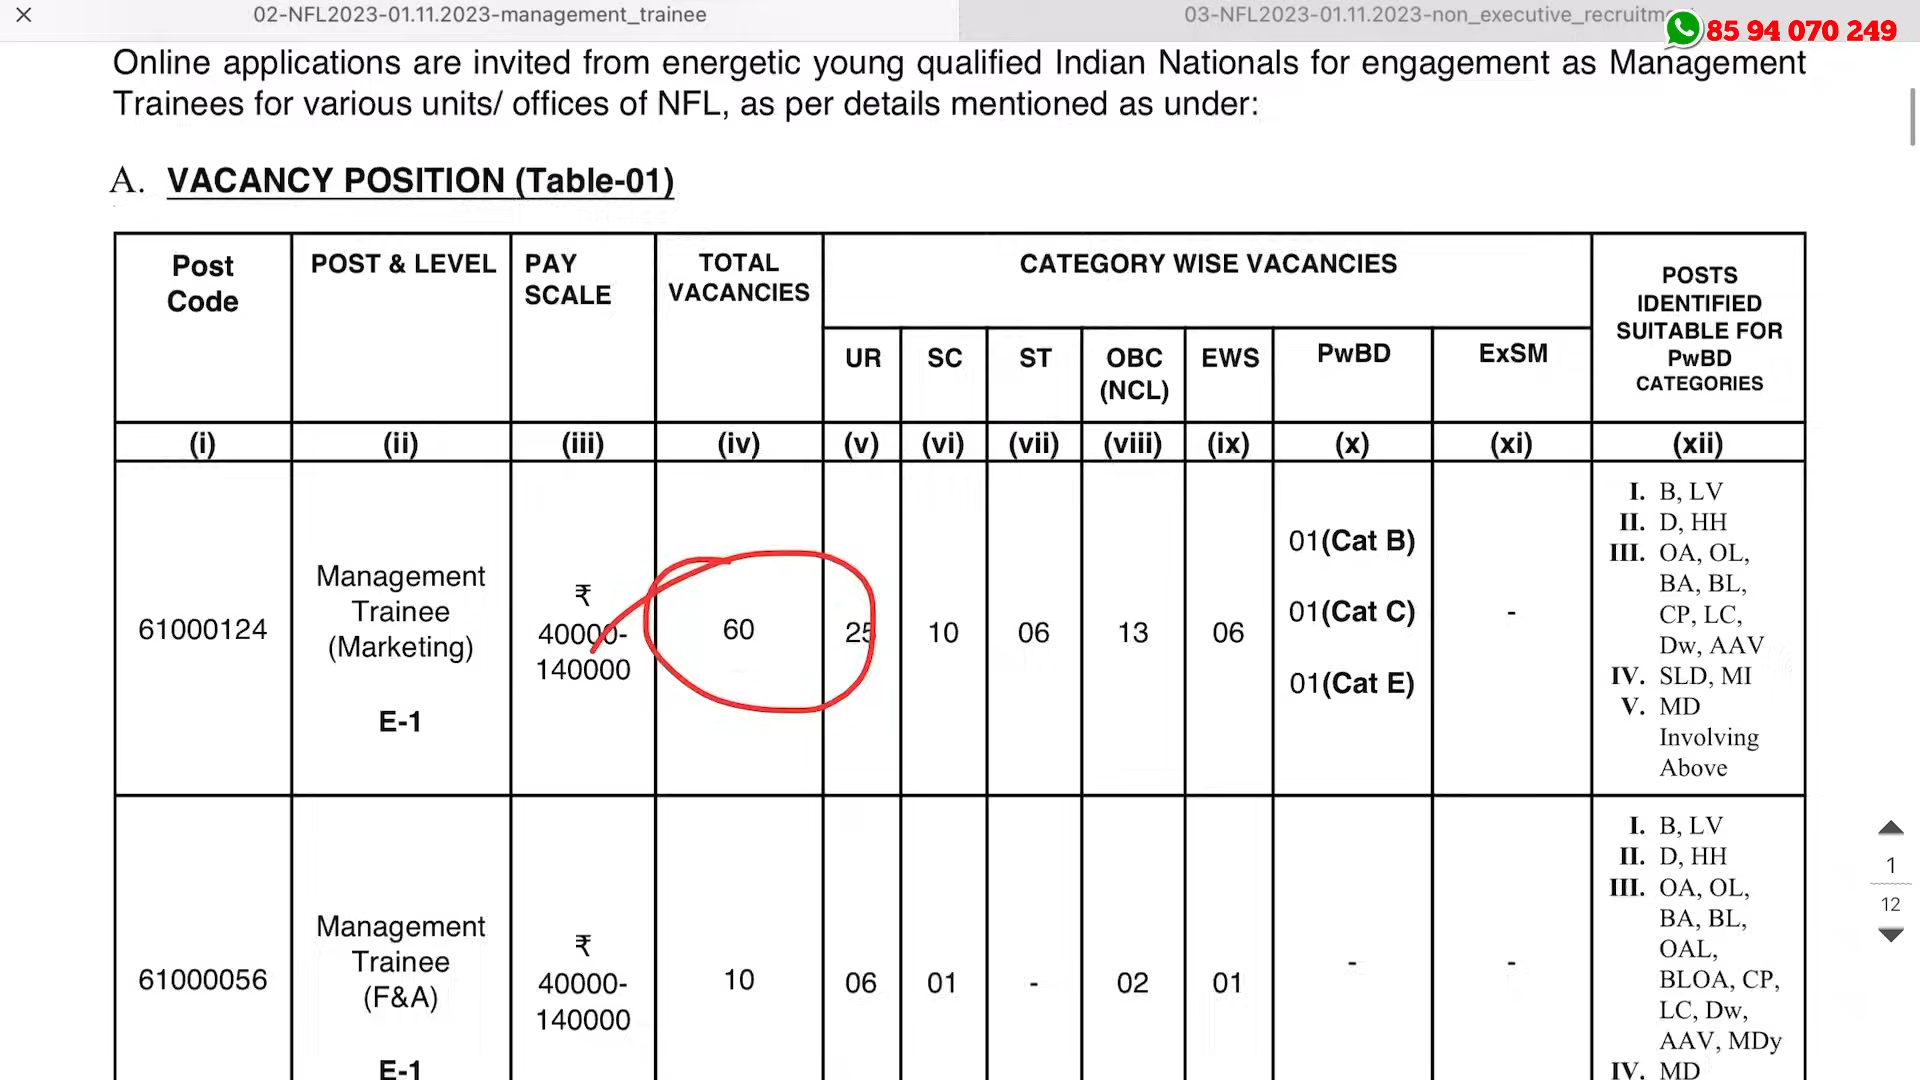 02-NFL2023-01.11.2023-management_trainee
03-NFL2023-01.11.2023-non_executive_recruitm
85 94 070 249
Online applications are invited from energetic young qualified Indian Nationals for engagement as Management
Trainees for various units/ offices of NFL, as per details mentioned as under:
A. VACANCY POSITION (Table-01)
Post Code POST & LEVEL PAY SCALE TOTAL VACANCIES CATEGORY WISE VACANCIES POSTS IDENTIFIED SUITABLE FOR PwBD CATEGORIES
UR SC ST OBC (NCL) EWS PwBD ExSM
(i) (ii) (iii) (iv) (v) (vi) (vii) (viii) (ix) (x) (xi) (xii)
61000124
Management
Trainee
(Marketing)
E-1
₹
40000-
140000
60
25
10
06
13
06
01(Cat B)
01(Cat C)
01(Cat E)
-
I. B, LV
II. D, HH
III. OA, OL,
BA, BL,
CP, LC,
Dw, AAV
IV. SLD, MI
V. MD
Involving
Above
61000056
Management
Trainee
(F&A)
E-1
₹
40000-
140000
10
06
01
-
02
01
-
-
I. B, LV
II. D, HH
III. OA, OL,
BA, BL,
OAL,
BLOA, CP,
LC, Dw,
AAV, MDy
IV. MD
1
12